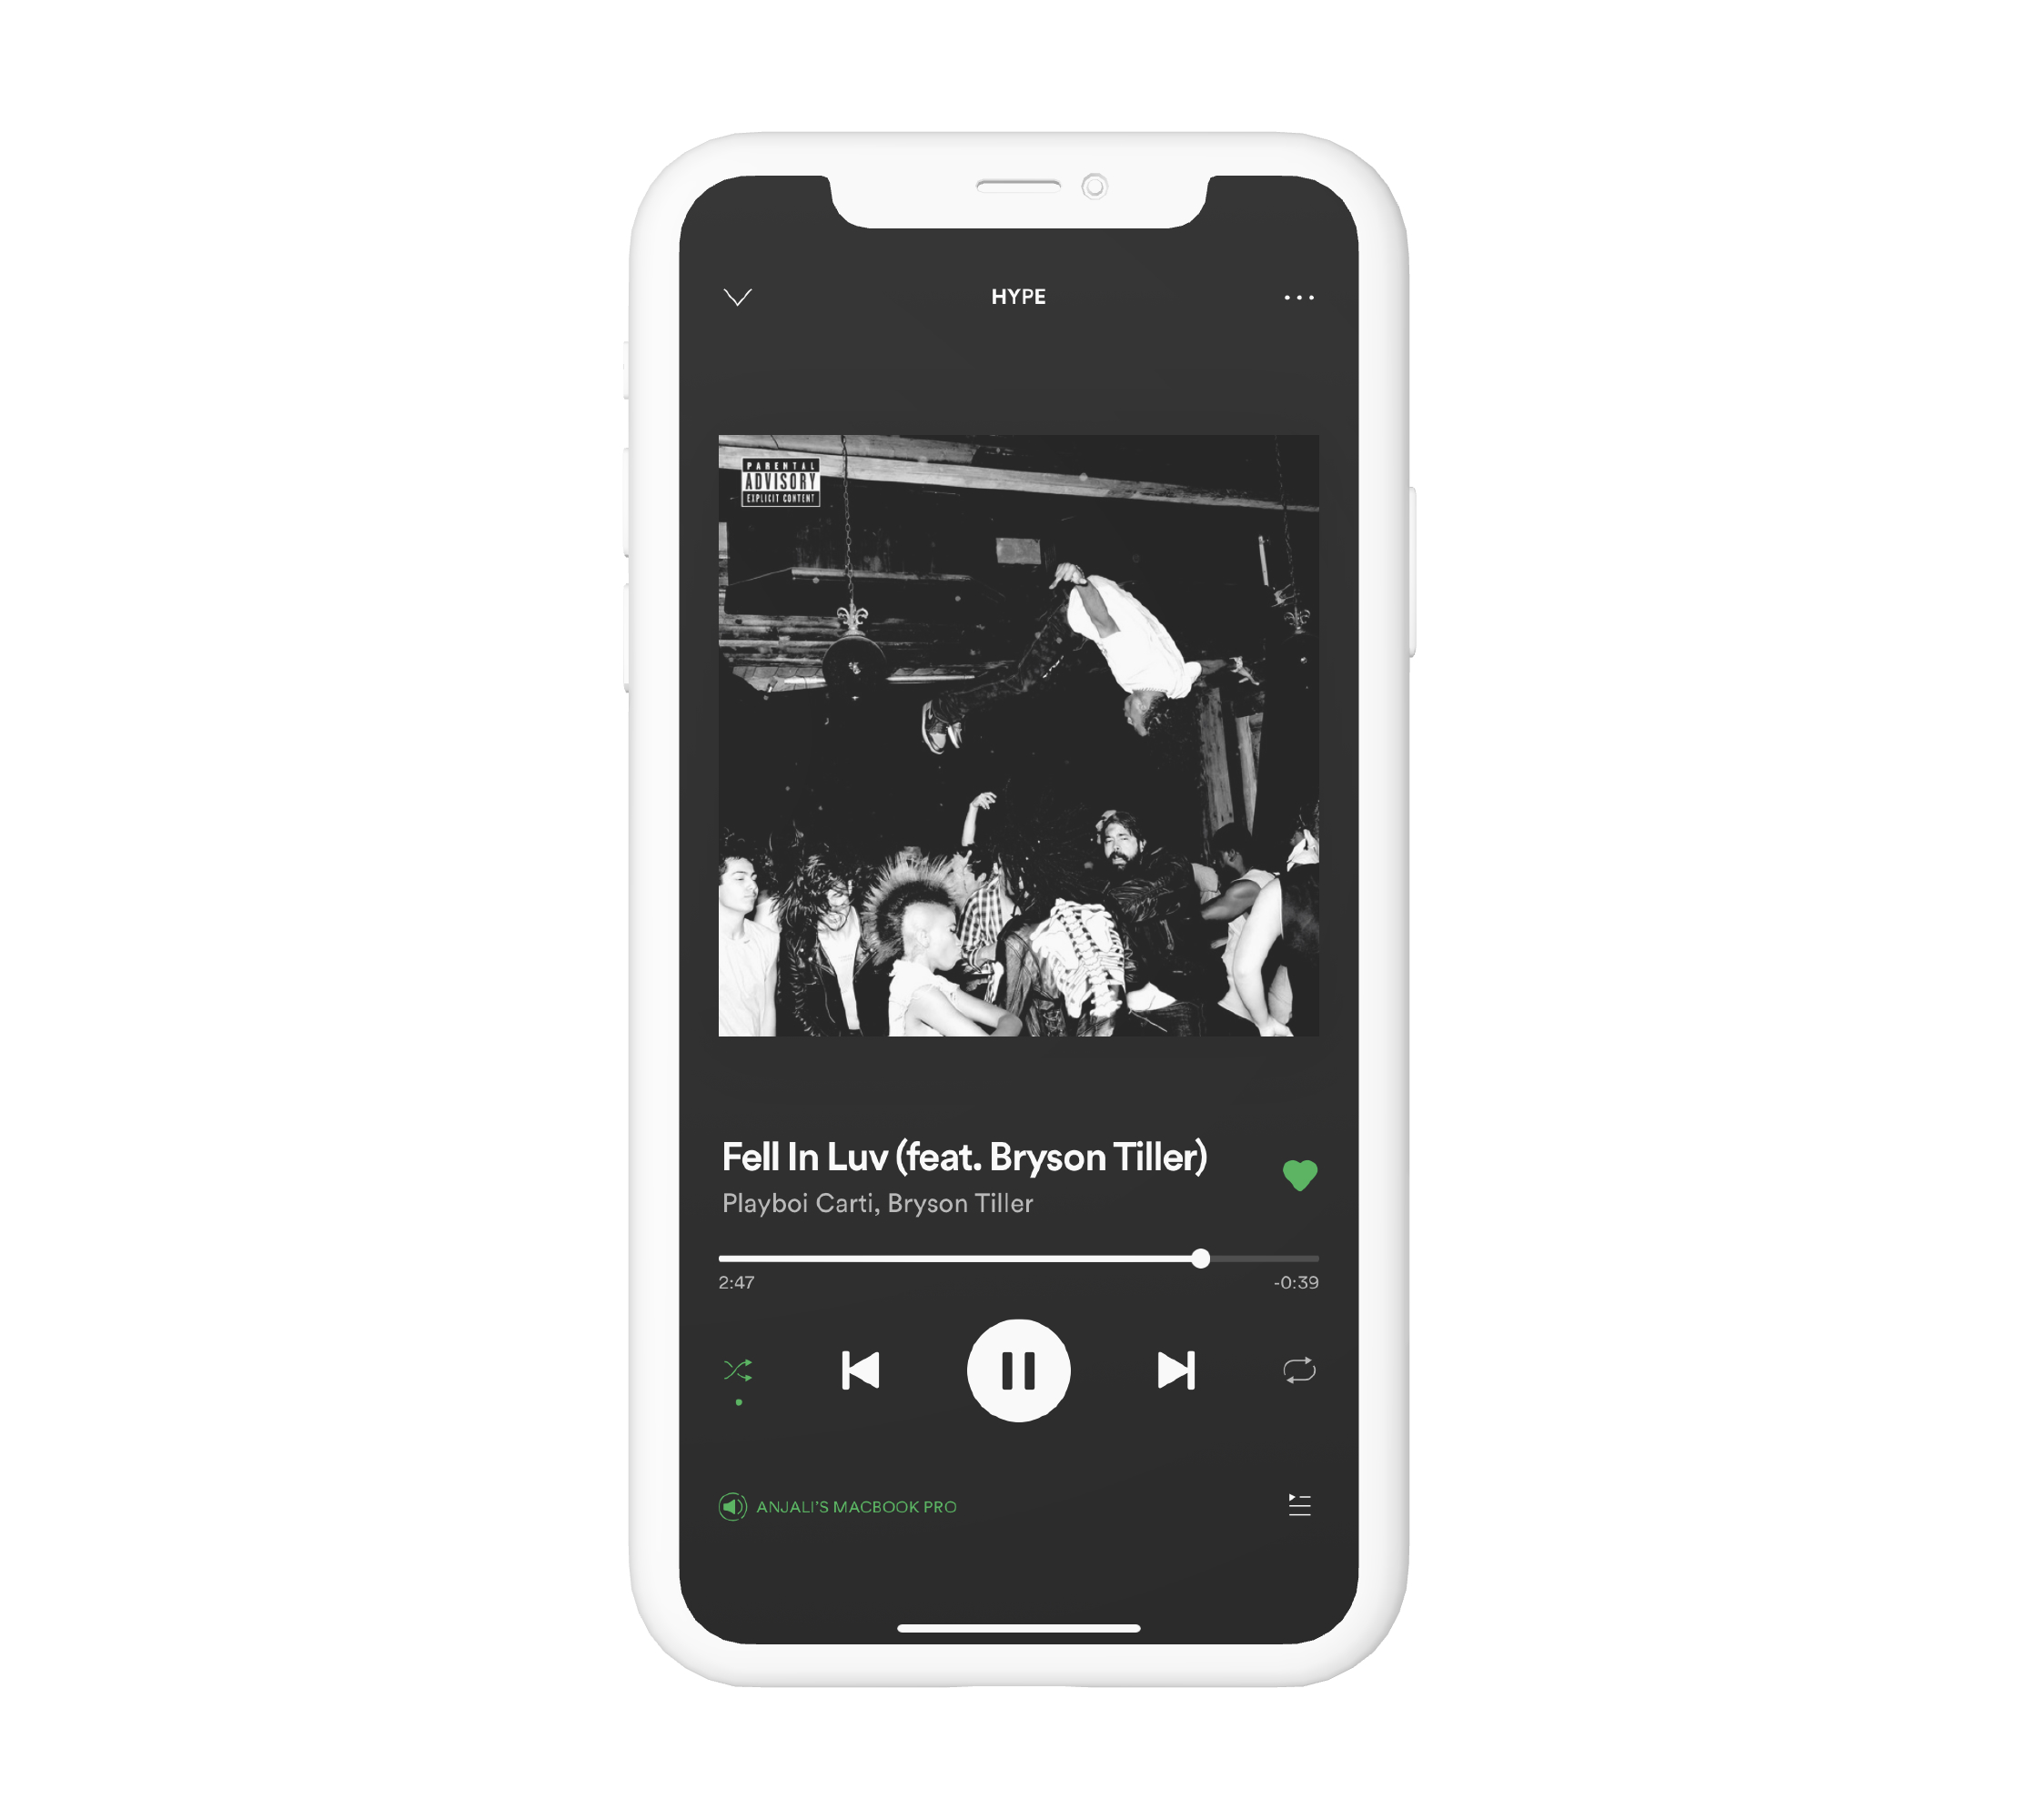 HYPE
PARENTAL
ADVISORY
EXPLICIT CONTENT
Fell In Luv (feat. Bryson Tiller)
Playboi Carti, Bryson Tiller
2:47
-0:39
ANJALI'S MACBOOK PRO